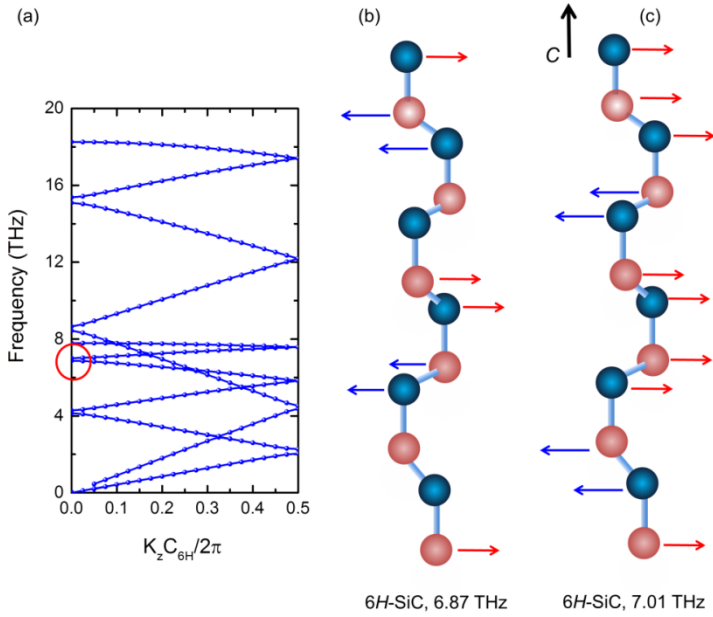 (a)
(b)
(c)
C
20
16
12
8
4
0
Frequency (THz)
0.0 0.1 0.2 0.3 0.4 0.5
KzC6H/2π
6H-SiC, 6.87 THz
6H-SiC, 7.01 THz